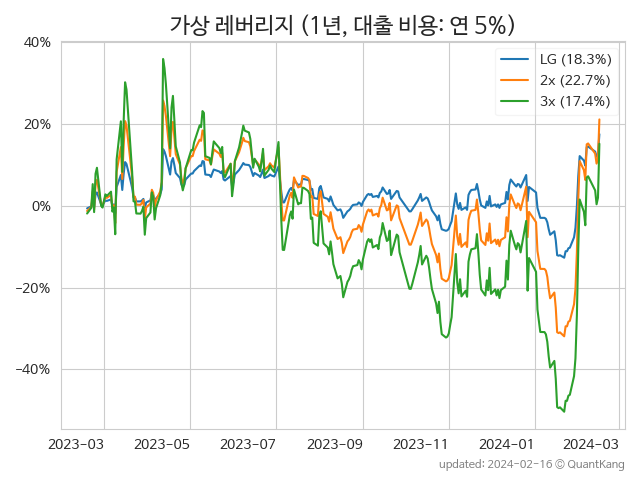 가상 레버리지 (1년, 대출 비용: 연 5%)
40%
20%
0%
−20%
−40%
LG (18.3%)
2x (22.7%)
3x (17.4%)
2023-03 2023-05 2023-07 2023-09 2023-11 2024-01 2024-03
updated: 2024-02-16 © QuantKang